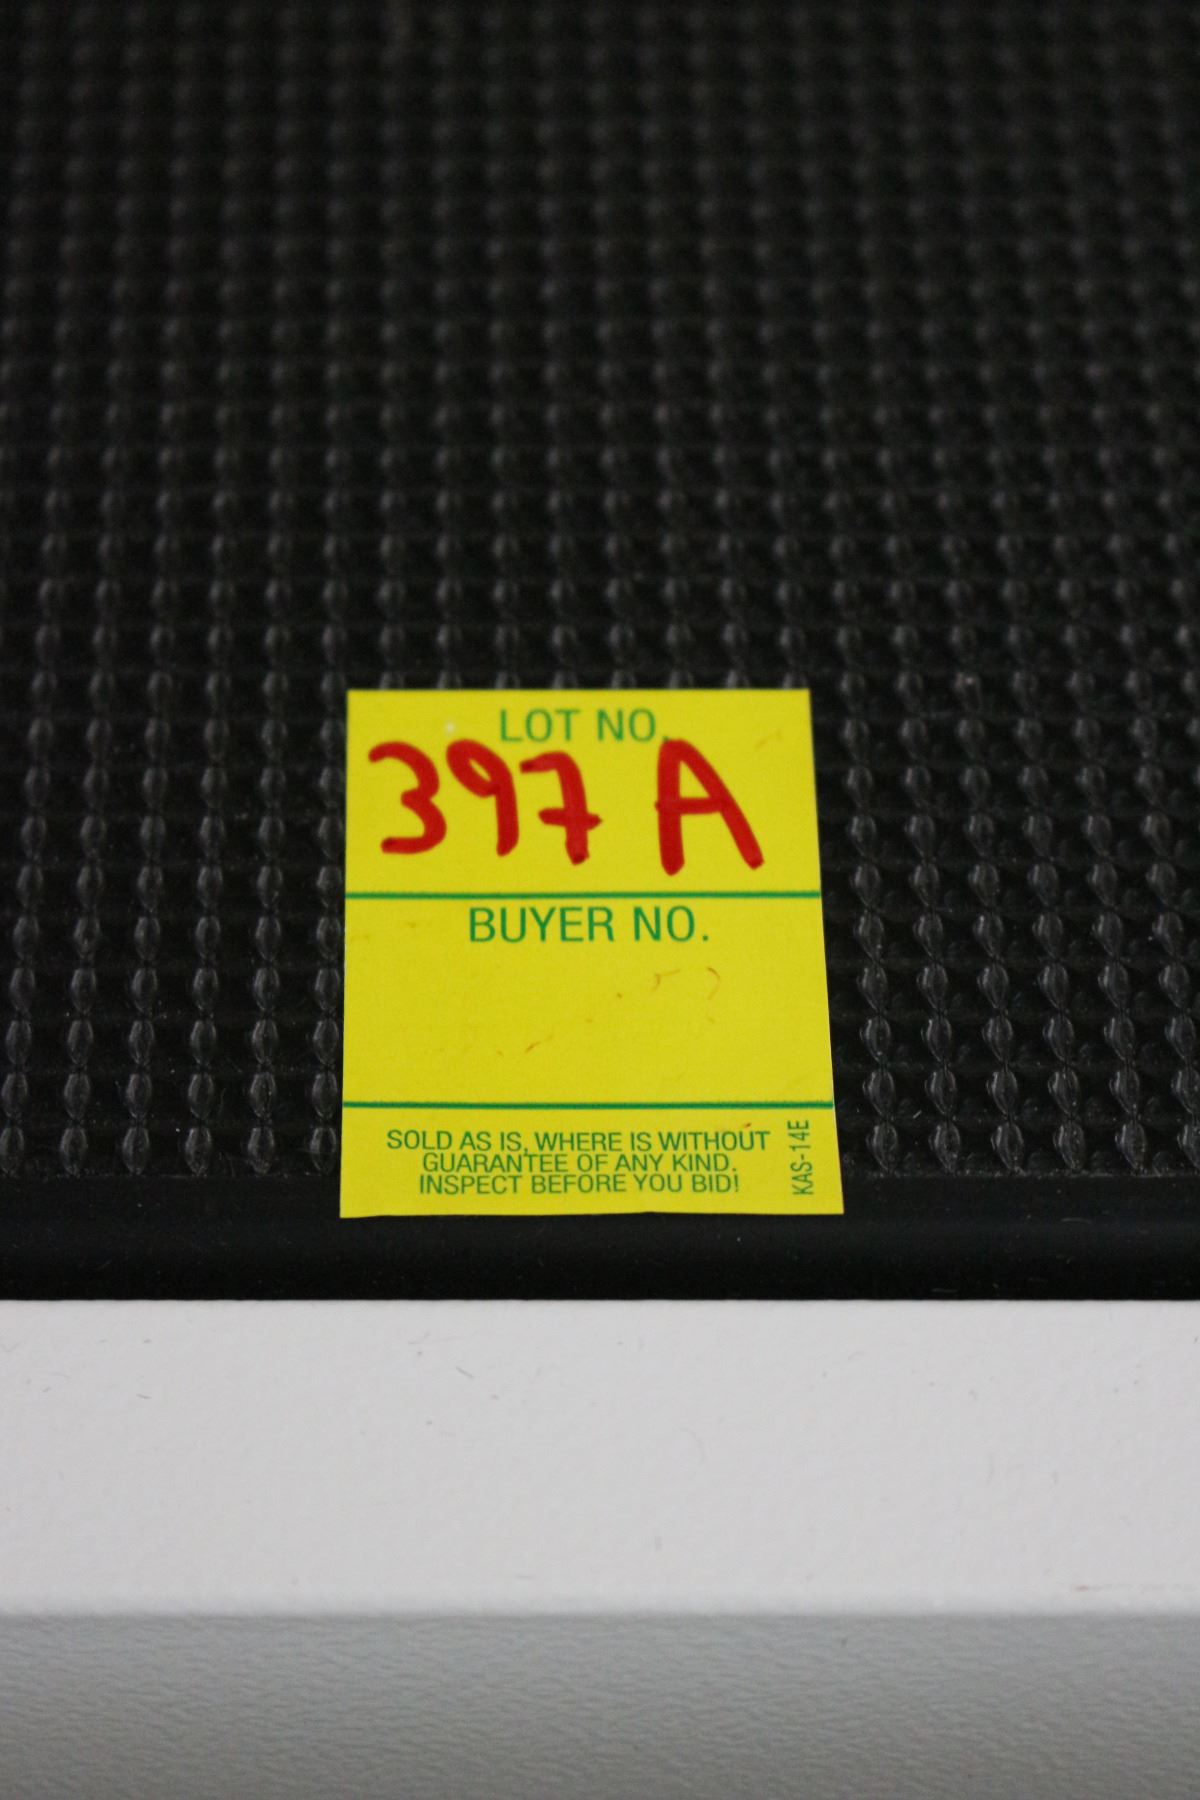 LOT NO.
397 A
BUYER NO.
SOLD AS IS, WHERE IS WITHOUT
GUARANTEE OF ANY KIND.
INSPECT BEFORE YOU BID!
KAS-14E